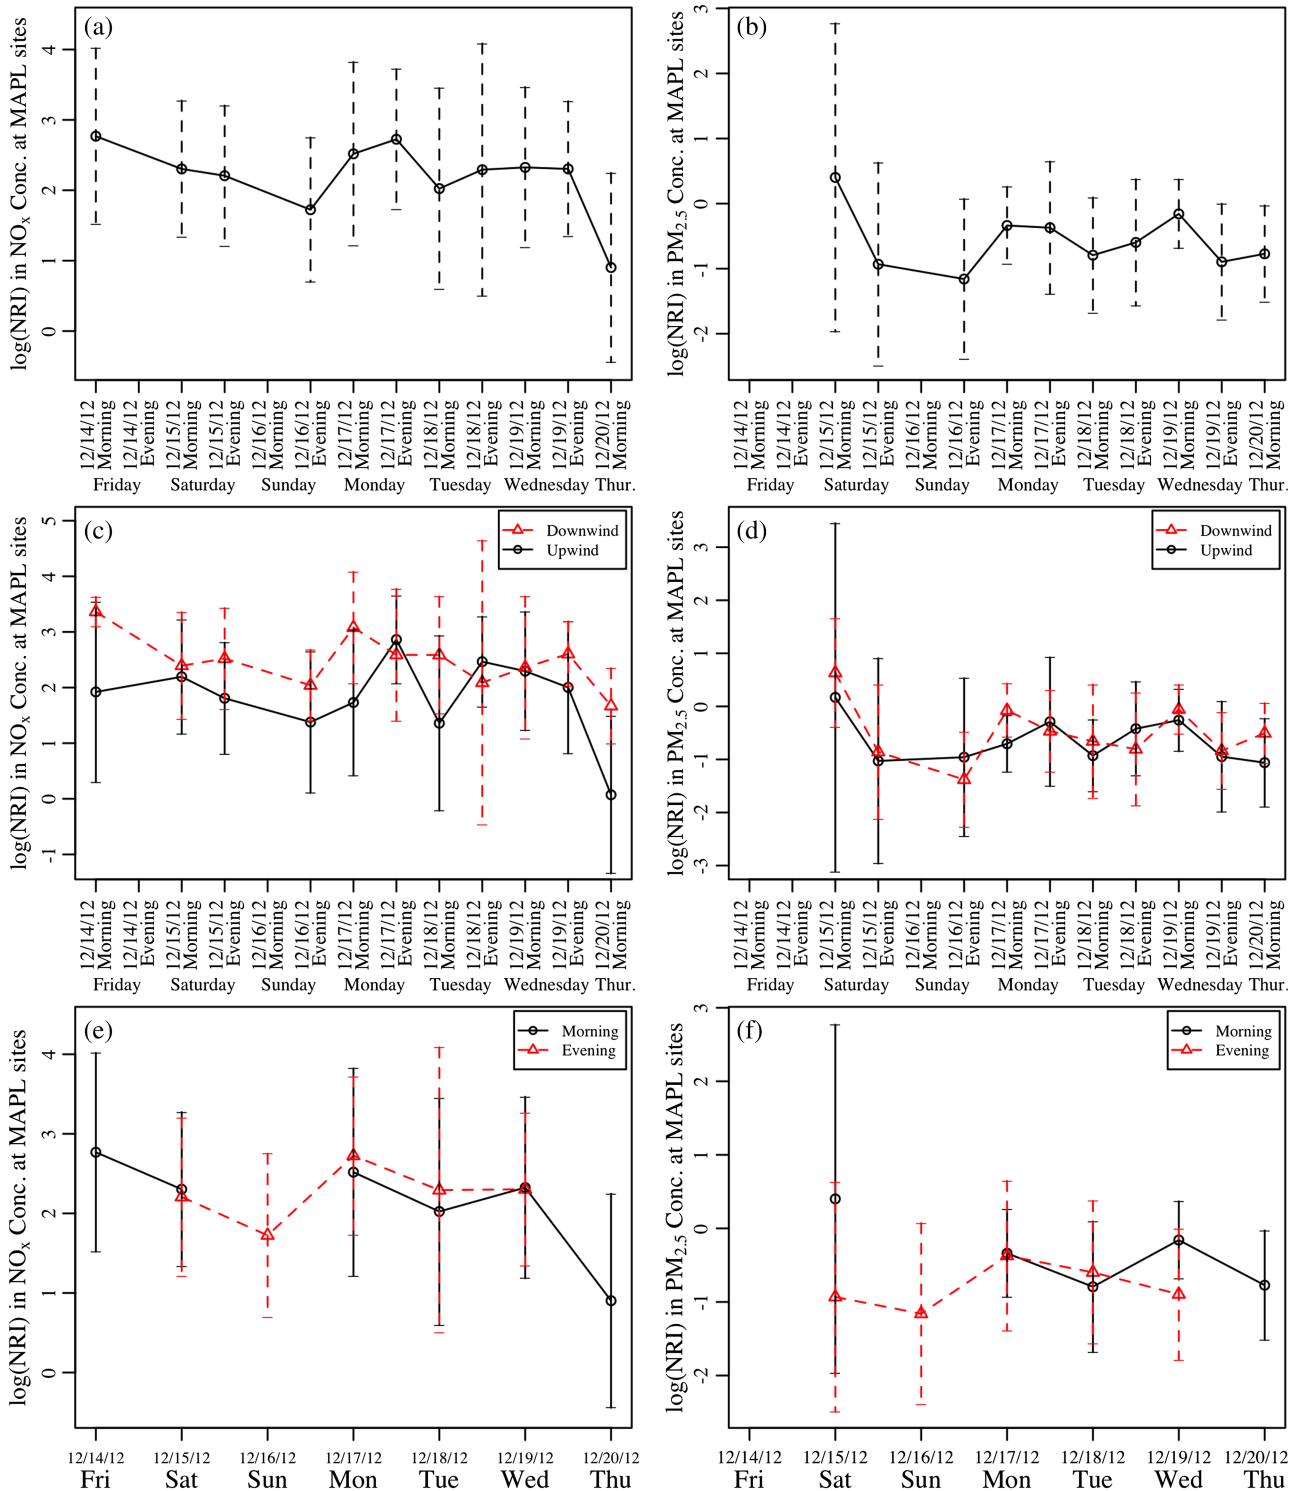 (a)
log(NRI) in NOx Conc. at MAPL sites
4
3
2
1
0
12/14/12 Morning
12/14/12 Evening
12/15/12 Morning
12/15/12 Evening
12/16/12 Morning
12/16/12 Evening
12/17/12 Morning
12/17/12 Evening
12/18/12 Morning
12/18/12 Evening
12/19/12 Morning
12/19/12 Evening
12/20/12 Morning
Friday Saturday Sunday Monday Tuesday Wednesday Thur.
(b)
log(NRI) in PM2.5 Conc. at MAPL sites
3
2
1
0
-1
-2
12/14/12 Morning
12/14/12 Evening
12/15/12 Morning
12/15/12 Evening
12/16/12 Morning
12/16/12 Evening
12/17/12 Morning
12/17/12 Evening
12/18/12 Morning
12/18/12 Evening
12/19/12 Morning
12/19/12 Evening
12/20/12 Morning
Friday Saturday Sunday Monday Tuesday Wednesday Thur.
(c)
Downwind
Upwind
log(NRI) in NOx Conc. at MAPL sites
5
4
3
2
1
0
-1
12/14/12 Morning
12/14/12 Evening
12/15/12 Morning
12/15/12 Evening
12/16/12 Morning
12/16/12 Evening
12/17/12 Morning
12/17/12 Evening
12/18/12 Morning
12/18/12 Evening
12/19/12 Morning
12/19/12 Evening
12/20/12 Morning
Friday Saturday Sunday Monday Tuesday Wednesday Thur.
(d)
Downwind
Upwind
log(NRI) in PM2.5 Conc. at MAPL sites
3
2
1
0
-1
-2
-3
12/14/12 Morning
12/14/12 Evening
12/15/12 Morning
12/15/12 Evening
12/16/12 Morning
12/16/12 Evening
12/17/12 Morning
12/17/12 Evening
12/18/12 Morning
12/18/12 Evening
12/19/12 Morning
12/19/12 Evening
12/20/12 Morning
Friday Saturday Sunday Monday Tuesday Wednesday Thur.
(e)
Morning
Evening
log(NRI) in NOx Conc. at MAPL sites
4
3
2
1
0
12/14/12 12/15/12 12/16/12 12/17/12 12/18/12 12/19/12 12/20/12
Fri Sat Sun Mon Tue Wed Thu
(f)
Morning
Evening
log(NRI) in PM2.5 Conc. at MAPL sites
3
2
1
0
-1
-2
12/14/12 12/15/12 12/16/12 12/17/12 12/18/12 12/19/12 12/20/12
Fri Sat Sun Mon Tue Wed Thu